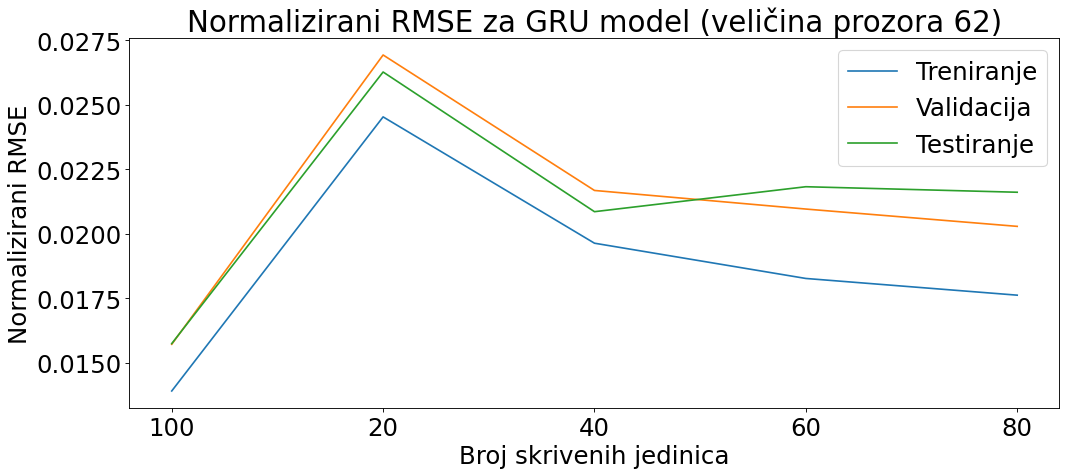 Normalizirani RMSE za GRU model (veličina prozora 62)
Normalizirani RMSE
0.0275
0.0250
0.0225
0.0200
0.0175
0.0150
Treniranje
Validacija
Testiranje
100 20 40 60 80
Broj skrivenih jedinica